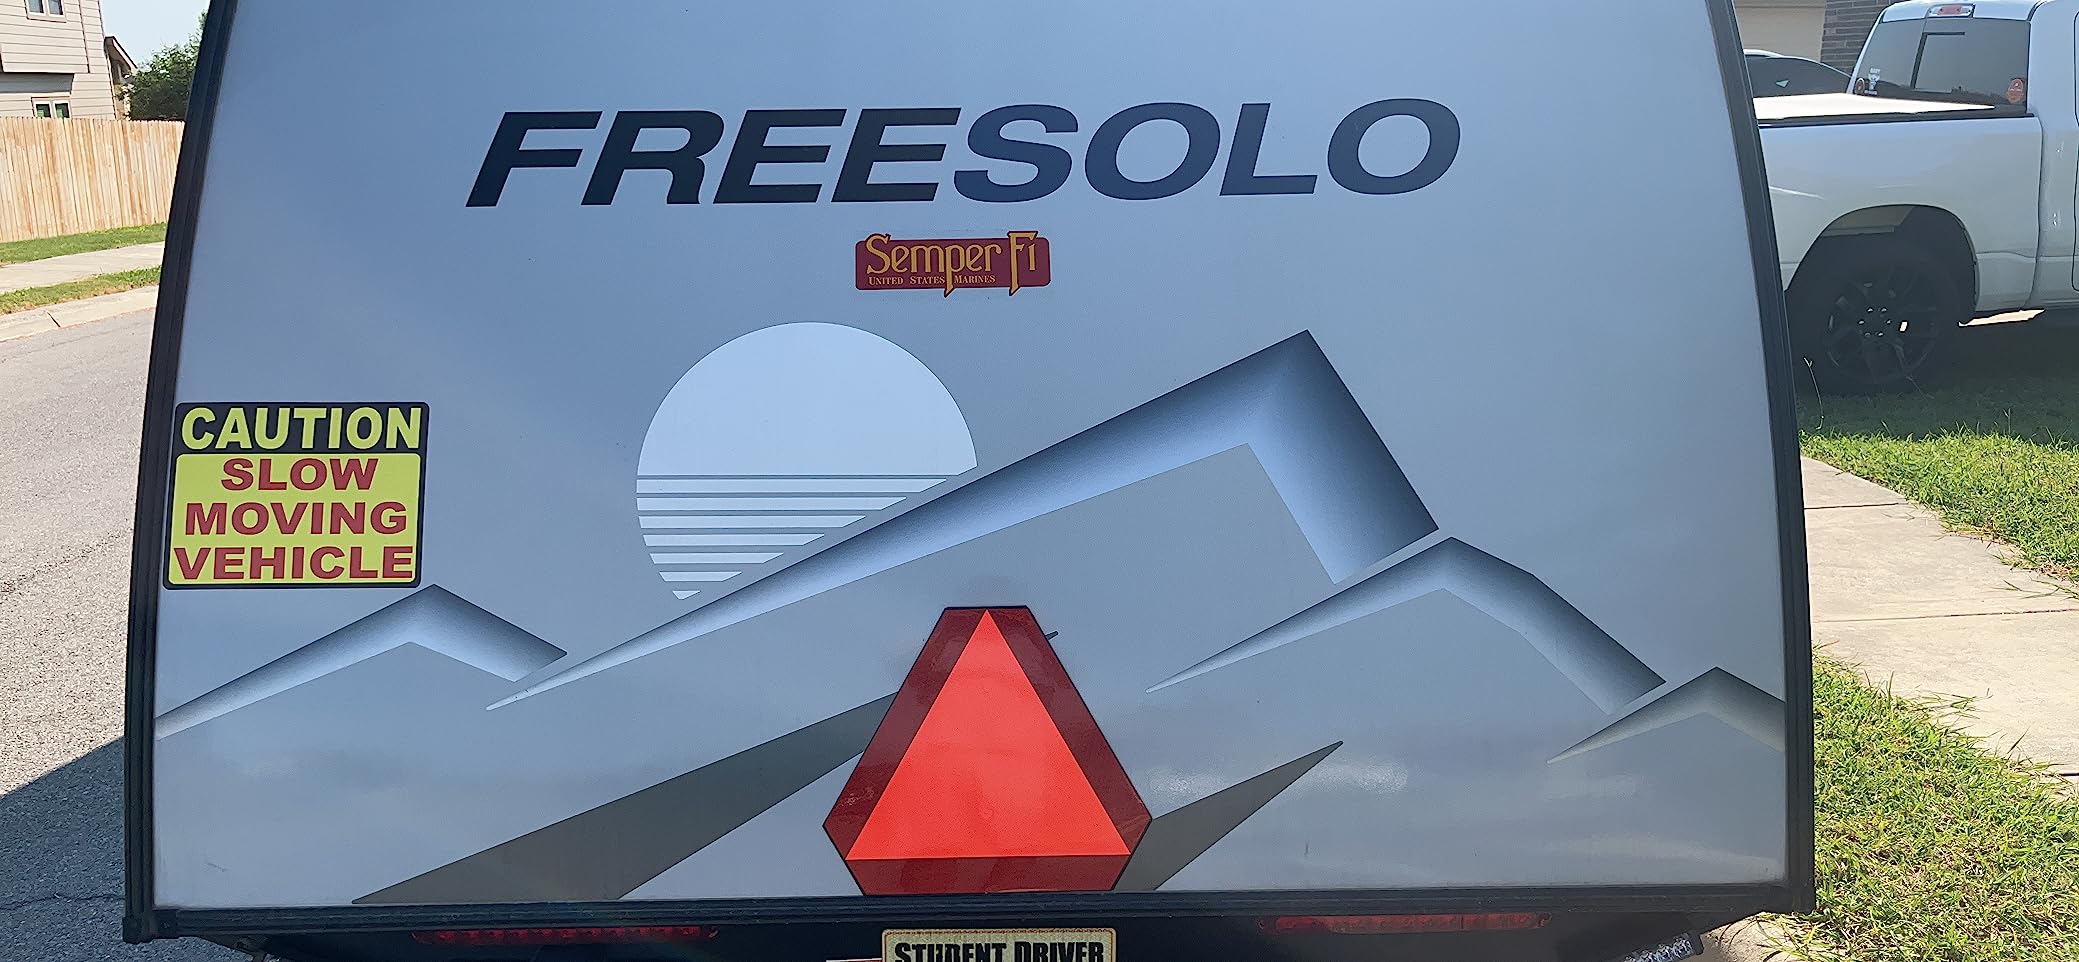 FREESOLO
Semper Fi
UNITED STATES MARINES
CAUTION
SLOW
MOVING
VEHICLE
STUDENT DRIVER